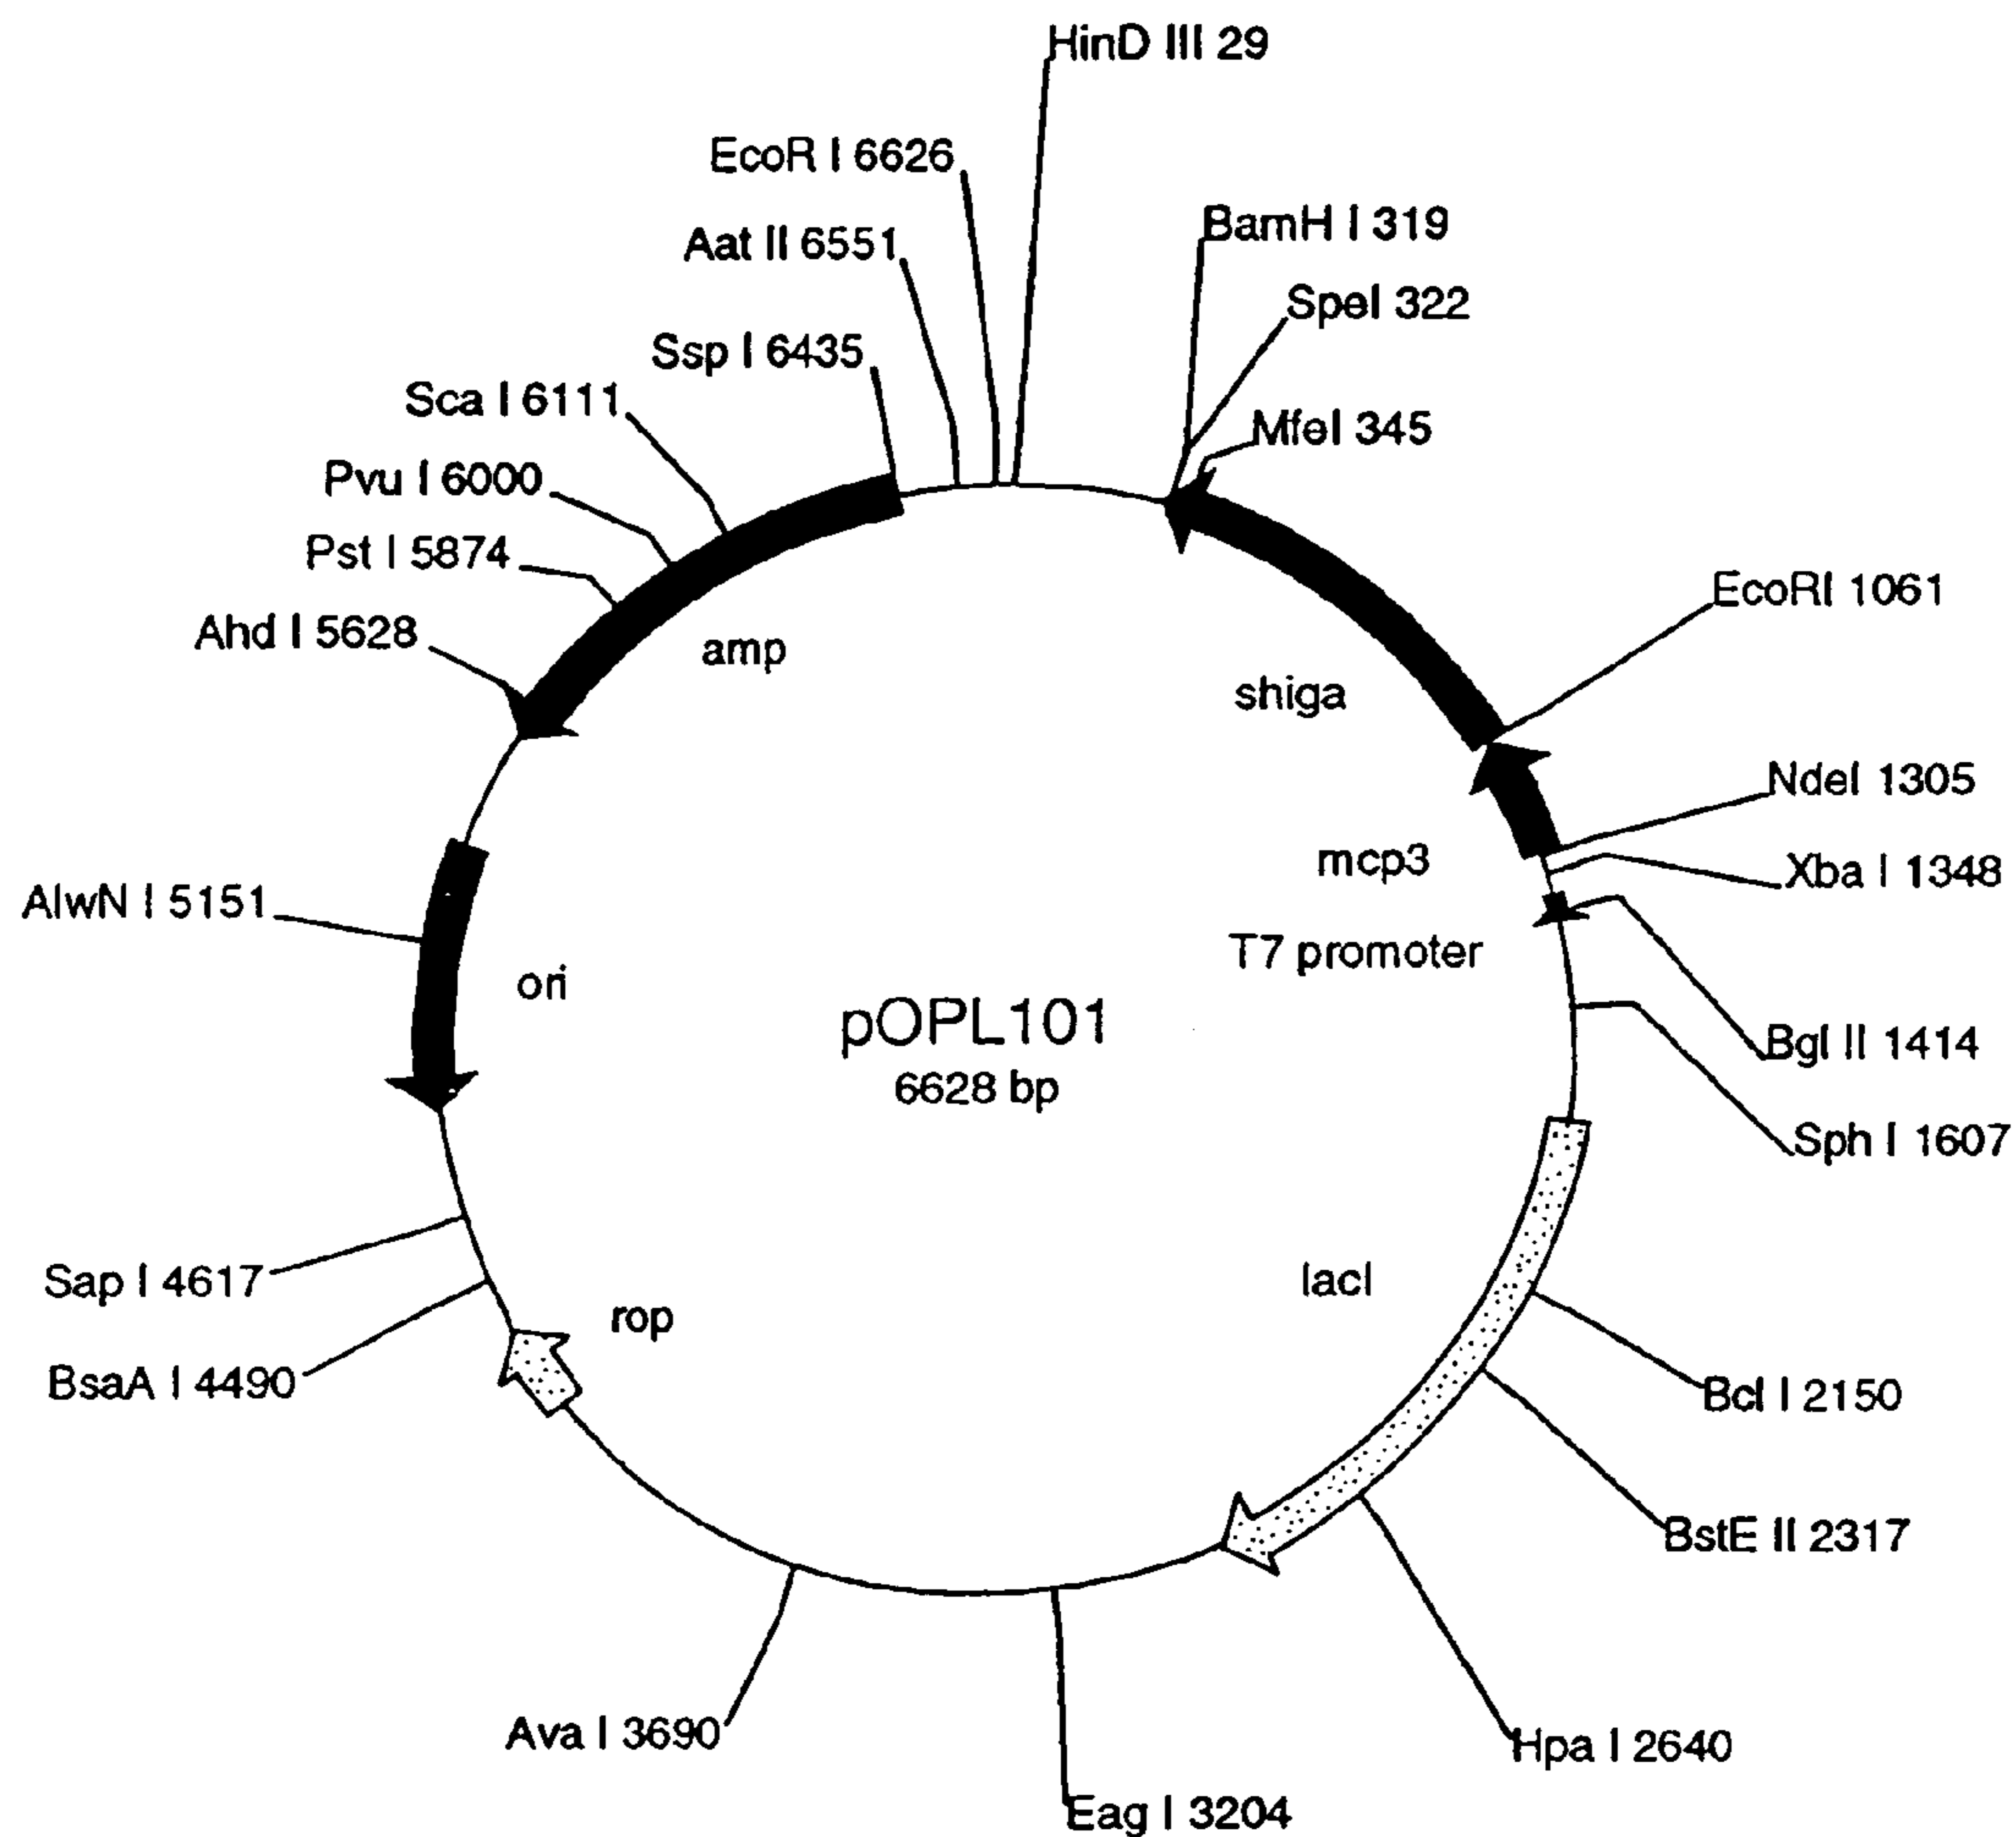 HinD III 29
EcoR I 6626
BamH I 319
Aat II 6551
SpeI 322
Ssp I 6435
Sca I 6111
MfeI 345
Pvu I 6000
Pst I 5874
EcoRI 1061
Ahd I 5628
amp
shiga
NdeI 1305
mcp3
Xba I 1348
AlwN I 5151
T7 promoter
ori
pOPL101
Bgl II 1414
6628 bp
Sph I 1607
Sap I 4617
lacI
rop
BsaA I 4490
Bcl I 2150
BstE II 2317
Ava I 3690
Hpa I 2640
Eag I 3204